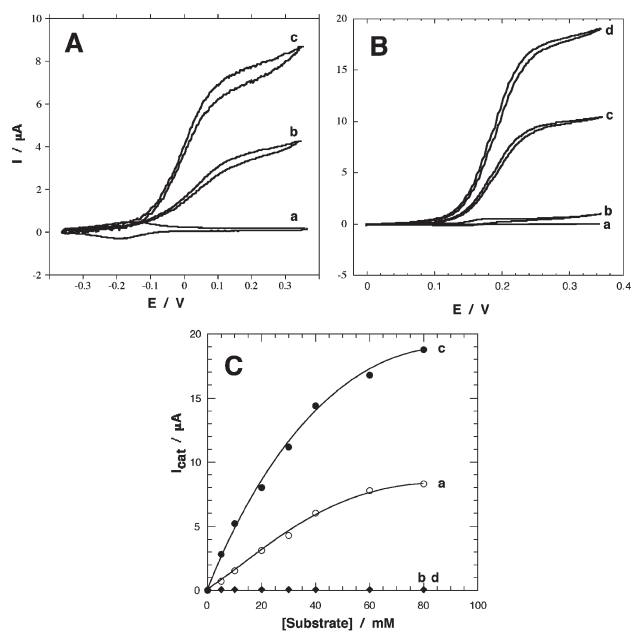 A
10
8
6
4
2
0
-2
I / µA
c
b
a
-0.3 -0.2 -0.1 0 0.1 0.2 0.3
E / V
B
20
15
10
5
0
-5
d
c
b
a
0 0.1 0.2 0.3 0.4
E / V
C
20
15
10
5
0
Icat / µA
c
a
b d
0 20 40 60 80 100
[Substrate] / mM